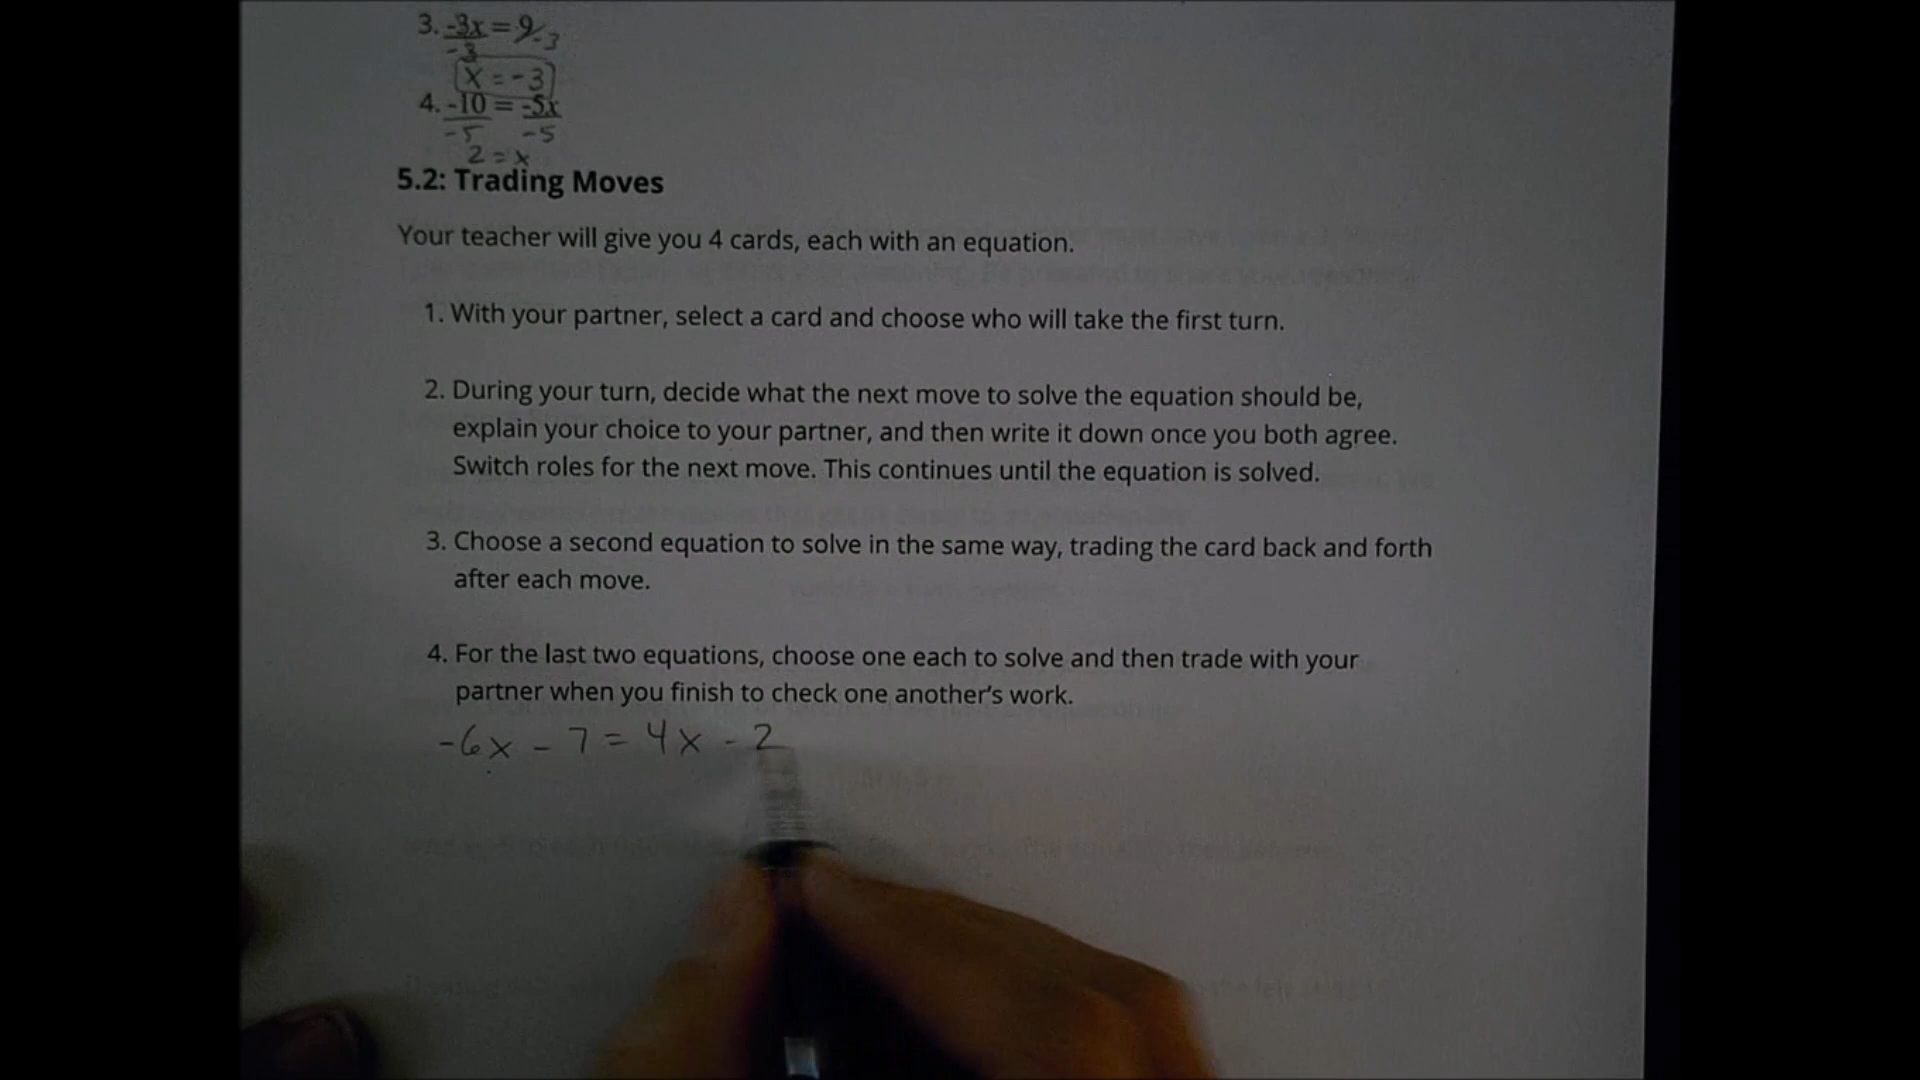 3. -3x = 9/-3
-3
x = -3
4. -10 = -5x
-5 -5
2 = x
5.2: Trading Moves
Your teacher will give you 4 cards, each with an equation.
1. With your partner, select a card and choose who will take the first turn.
2. During your turn, decide what the next move to solve the equation should be,
explain your choice to your partner, and then write it down once you both agree.
Switch roles for the next move. This continues until the equation is solved.
3. Choose a second equation to solve in the same way, trading the card back and forth
after each move.
4. For the last two equations, choose one each to solve and then trade with your
partner when you finish to check one another's work.
-6x - 7 = 4x - 2